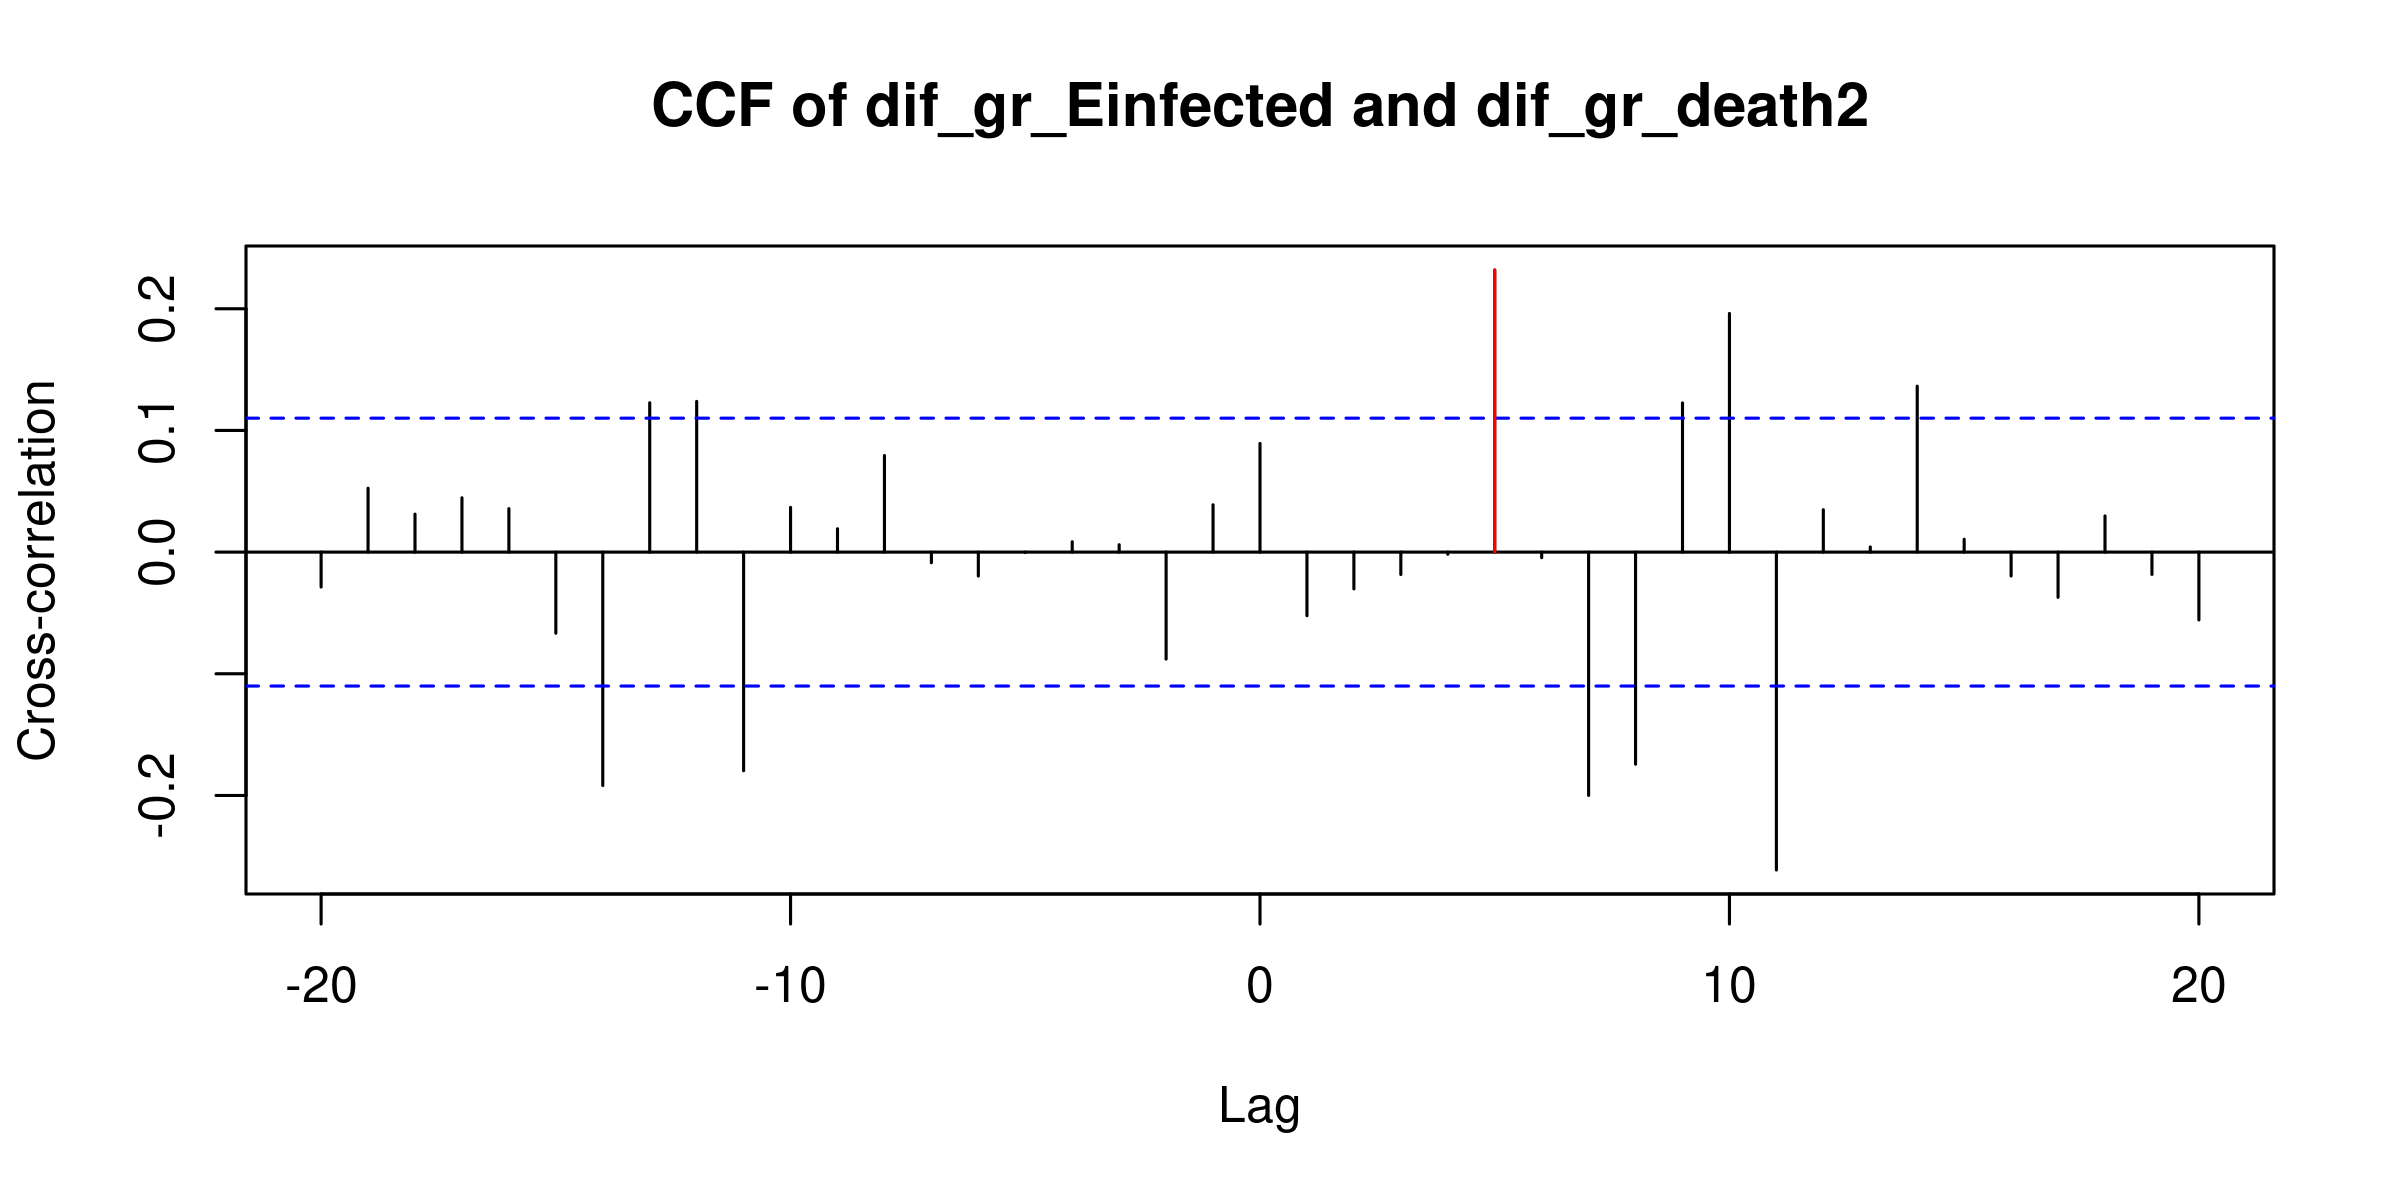 CCF of dif_gr_Einfected and dif_gr_death2
Cross-correlation
0.2
0.1
0.0
-0.2
-20 -10 0 10 20
Lag